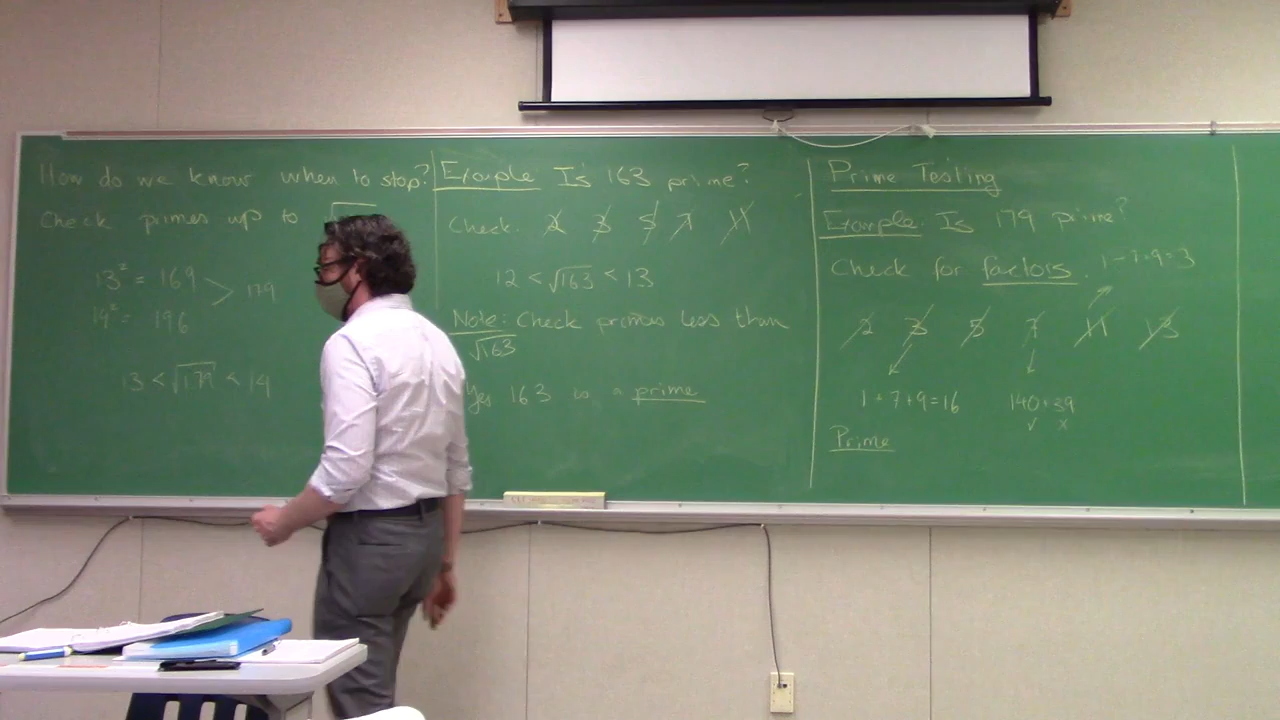 How do we know when to stop?
Check primes up to √
13² = 169
> 179
14² = 196
13 < √179 < 14
Example Is 163 prime?
Check. 2 3 5 7 11
12 < √163 < 13
Note: Check primes less than
√163
Yes 163 is a prime
Prime Testing
Example: Is 179 prime?
Check for factors. 1-7+9=3
2 3 5 7 11 13
1+7+9=16 140+39
✓ x
Prime